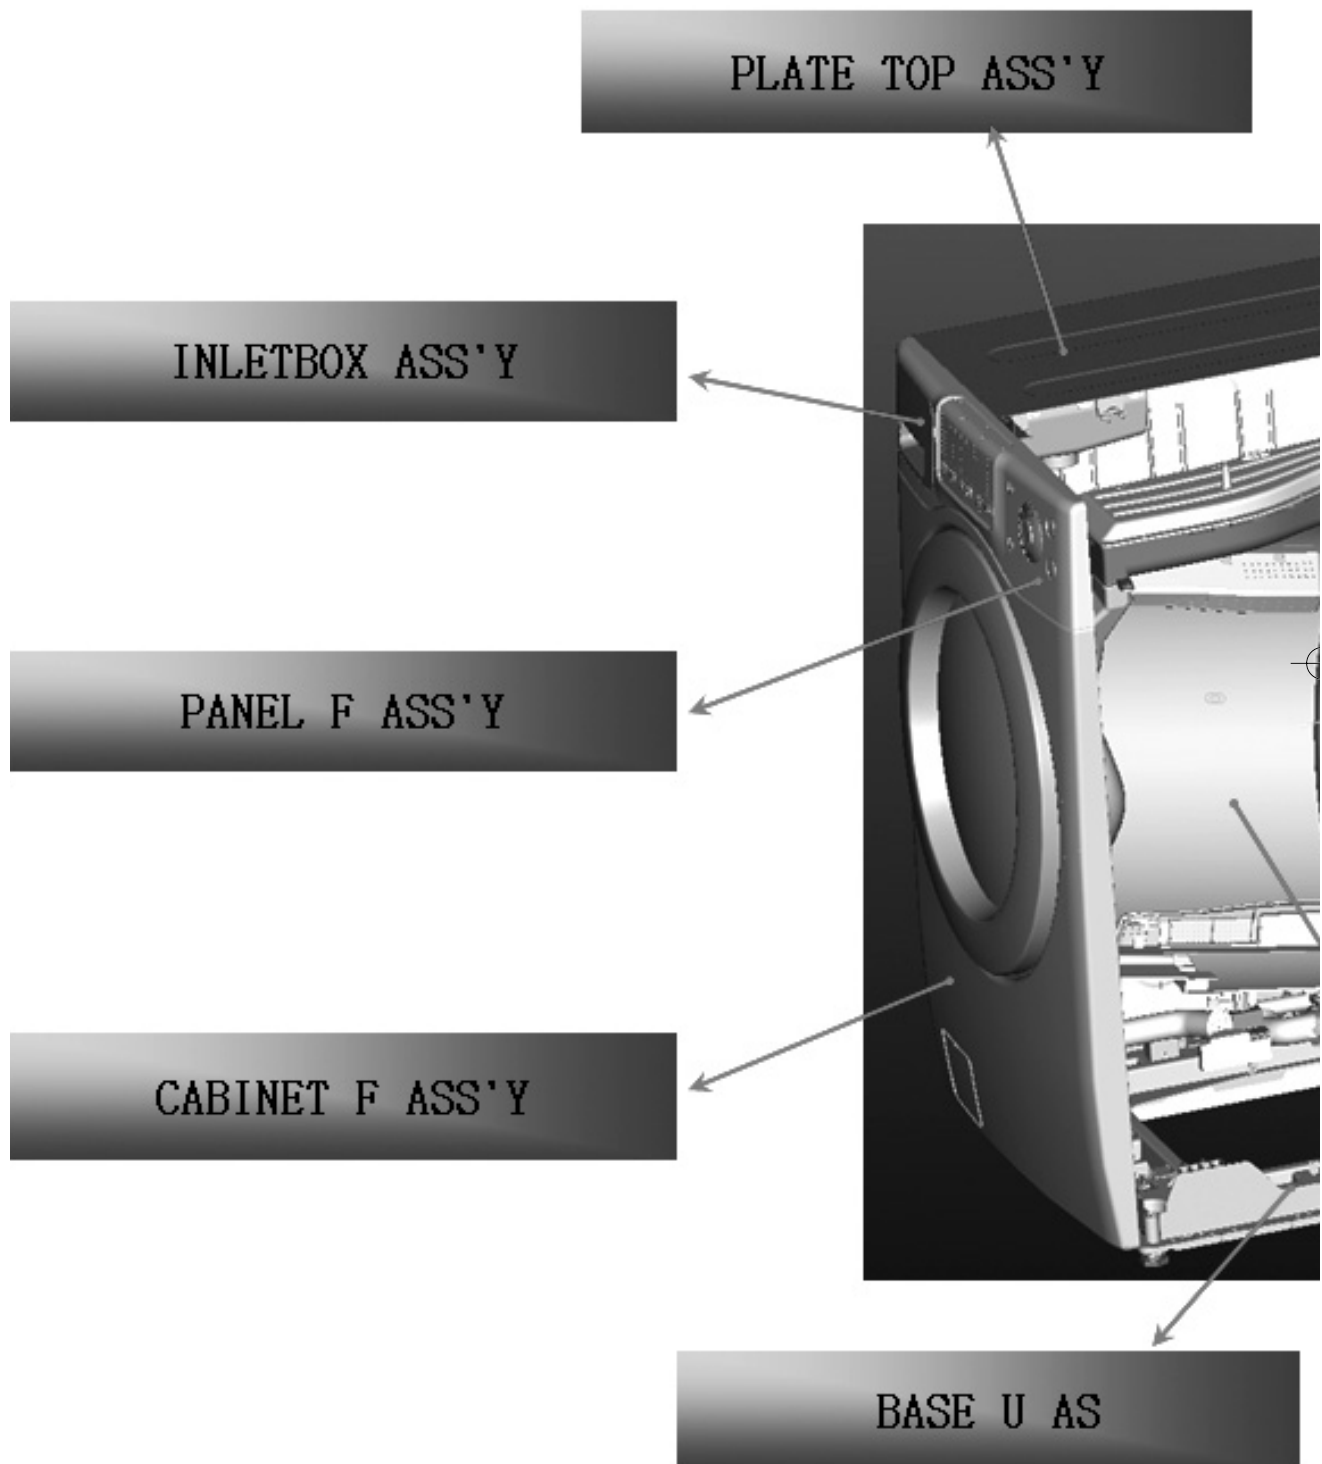 PLATE TOP ASS'Y
INLETBOX ASS'Y
PANEL F ASS'Y
CABINET F ASS'Y
BASE U AS